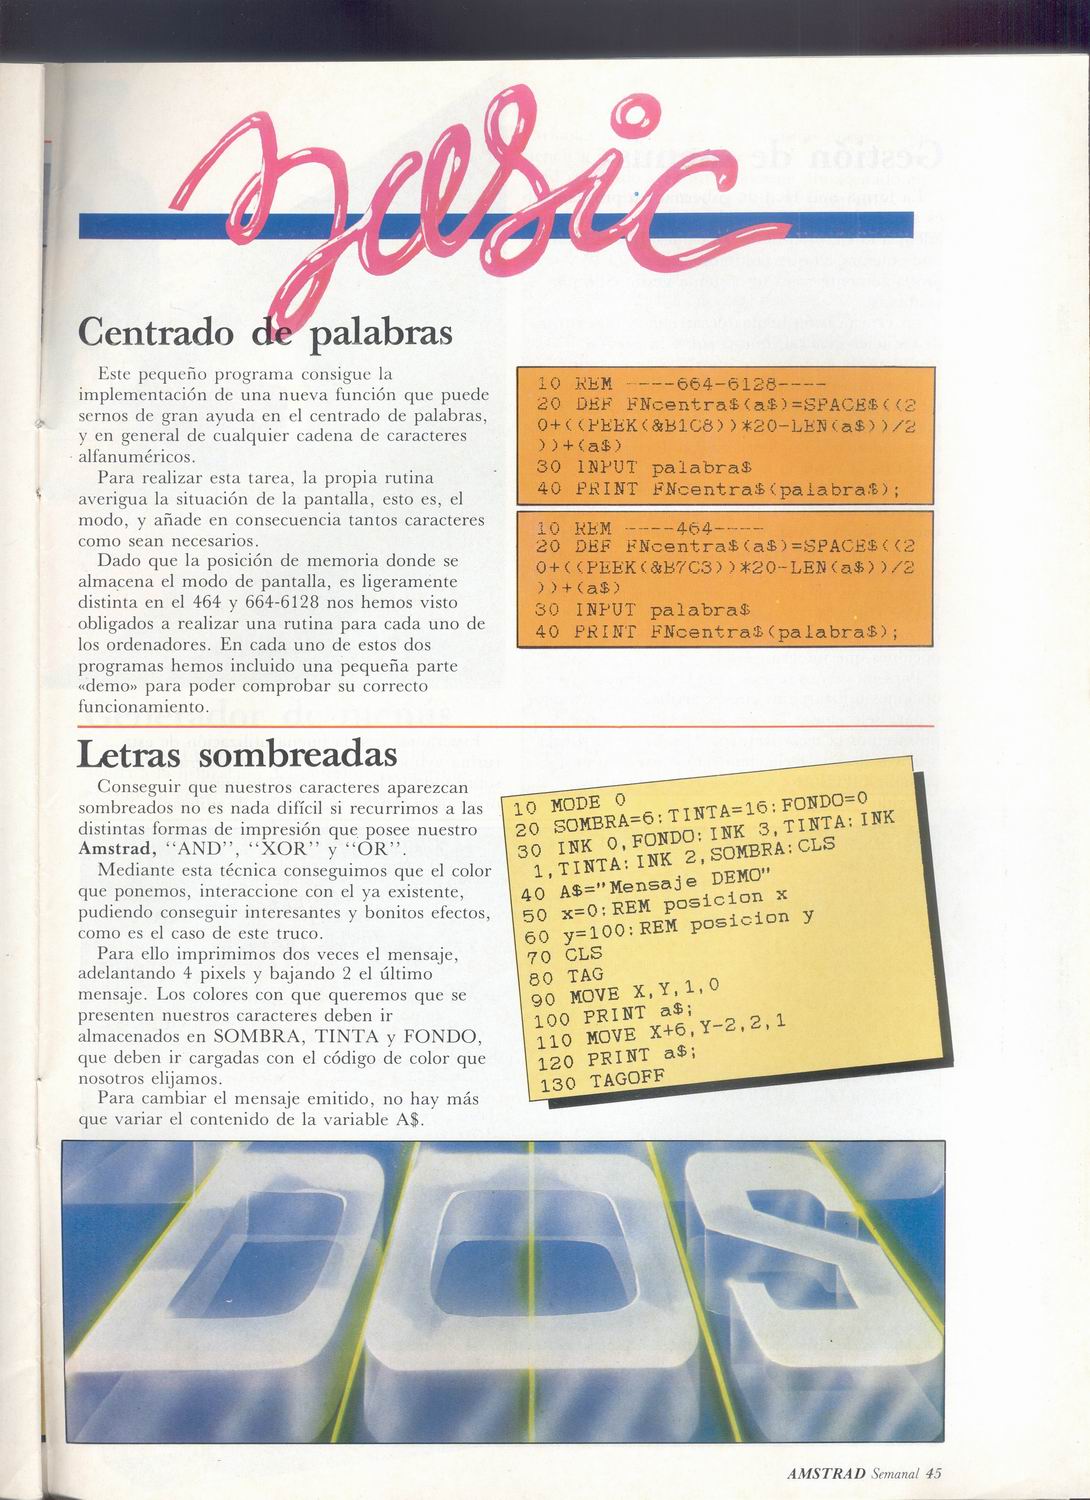 basic
Centrado de palabras
Este pequeño programa consigue la
implementación de una nueva función que puede
sernos de gran ayuda en el centrado de palabras,
y en general de cualquier cadena de caracteres
alfanuméricos.
Para realizar esta tarea, la propia rutina
averigua la situación de la pantalla, esto es, el
modo, y añade en consecuencia tantos caracteres
como sean necesarios.
Dado que la posición de memoria donde se
almacena el modo de pantalla, es ligeramente
distinta en el 464 y 664-6128 nos hemos visto
obligados a realizar una rutina para cada uno de
los ordenadores. En cada uno de estos dos
programas hemos incluido una pequeña parte
«demo» para poder comprobar su correcto
funcionamiento.
10 REM ----664-6128----
20 DEF FNcentra$(a$)=SPACE$((2
0+((PEEK(&B1C8))*20-LEN(a$))/2
))+(a$)
30 INPUT palabra$
40 PRINT FNcentra$(palabra$);
10 REM ----464----
20 DEF FNcentra$(a$)=SPACE$((2
0+((PEEK(&B7C3))*20-LEN(a$))/2
))+(a$)
30 INPUT palabra$
40 PRINT FNcentra$(palabra$);
Letras sombreadas
Conseguir que nuestros caracteres aparezcan
sombreados no es nada difícil si recurrimos a las
distintas formas de impresión que posee nuestro
Amstrad, "AND", "XOR" y "OR".
Mediante esta técnica conseguimos que el color
que ponemos, interaccione con el ya existente,
pudiendo conseguir interesantes y bonitos efectos,
como es el caso de este truco.
Para ello imprimimos dos veces el mensaje,
adelantando 4 pixels y bajando 2 el último
mensaje. Los colores con que queremos que se
presenten nuestros caracteres deben ir
almacenados en SOMBRA, TINTA y FONDO,
que deben ir cargadas con el código de color que
nosotros elijamos.
Para cambiar el mensaje emitido, no hay más
que variar el contenido de la variable A$.
10 MODE 0
20 SOMBRA=6:TINTA=16:FONDO=0
30 INK 0,FONDO:INK 3,TINTA:INK
1,TINTA:INK 2,SOMBRA:CLS
40 A$="Mensaje DEMO"
50 x=0:REM posicion x
60 y=100:REM posicion y
70 CLS
80 TAG
90 MOVE X,Y,1,0
100 PRINT a$;
110 MOVE X+6,Y-2,2,1
120 PRINT a$;
130 TAGOFF
DOS
AMSTRAD Semanal 45